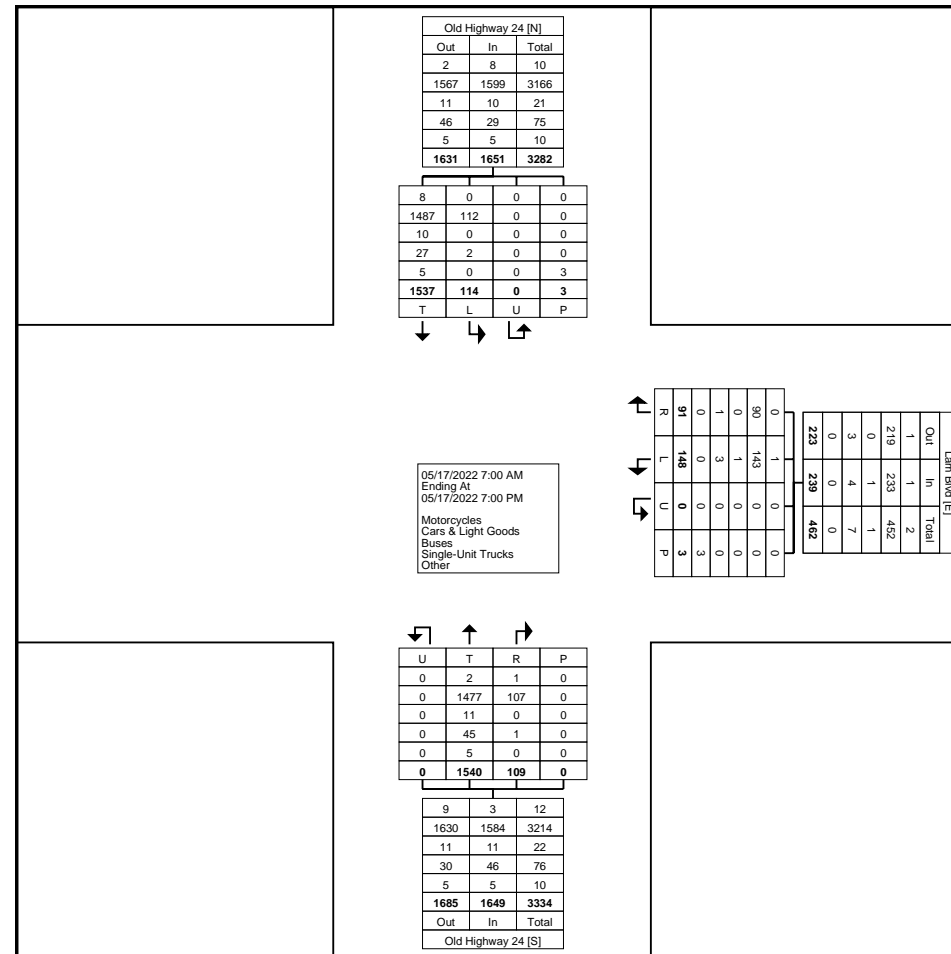 Old Highway 24 [N]
Out In Total
2 8 10
1567 1599 3166
11 10 21
46 29 75
5 5 10
1631 1651 3282
8 0 0 0
1487 112 0 0
10 0 0 0
27 2 0 0
5 0 0 3
1537 114 0 3
T L U P
Blvd [E]
Out In Total
1 1 2
219 233 452
0 1 1
3 4 7
0 0 0
223 239 462
0 1 0 0
90 143 0 0
0 1 0 0
1 3 0 0
0 0 0 3
91 148 0 3
R L U P
05/17/2022 7:00 AM
Ending At
05/17/2022 7:00 PM
Motorcycles
Cars & Light Goods
Buses
Single-Unit Trucks
Other
U T R P
0 2 1 0
0 1477 107 0
0 11 0 0
0 45 1 0
0 5 0 0
0 1540 109 0
9 3 12
1630 1584 3214
11 11 22
30 46 76
5 5 10
1685 1649 3334
Out In Total
Old Highway 24 [S]